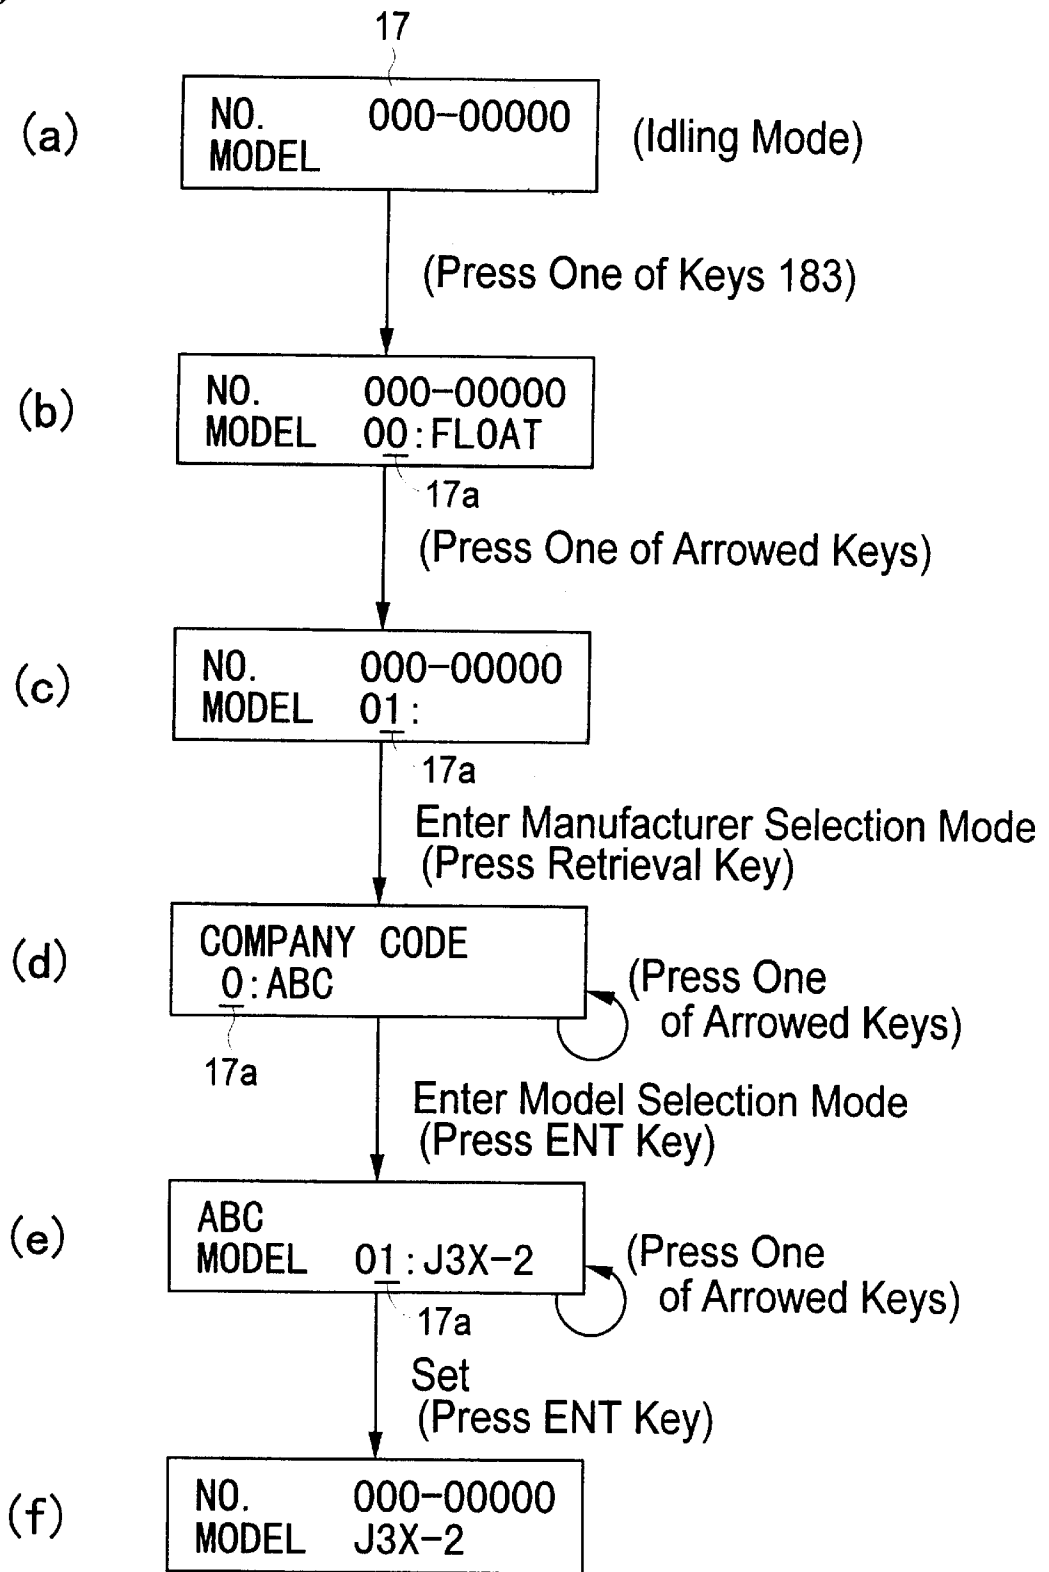 17
(a)
NO. 000-00000
MODEL
(Idling Mode)
(Press One of Keys 183)
(b)
NO. 000-00000
MODEL 00:FLOAT
17a
(Press One of Arrowed Keys)
(c)
NO. 000-00000
MODEL 01:
17a
Enter Manufacturer Selection Mode
(Press Retrieval Key)
(d)
COMPANY CODE
0:ABC
(Press One
of Arrowed Keys)
17a
Enter Model Selection Mode
(Press ENT Key)
(e)
ABC
MODEL 01:J3X-2
(Press One
of Arrowed Keys)
17a
Set
(Press ENT Key)
(f)
NO. 000-00000
MODEL J3X-2